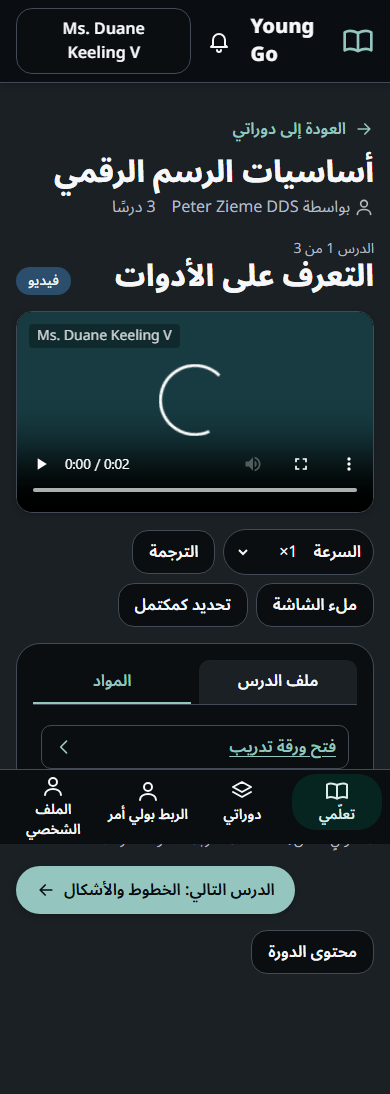 Young
Go
Ms. Duane
Keeling V
العودة إلى دوراتي
أساسيات الرسم الرقمي
بواسطة Peter Zieme DDS
3 درسًا
الدرس 1 من 3
التعرف على الأدوات
فيديو
Ms. Duane Keeling V
0:00 / 0:02
السرعة
1×
الترجمة
ملء الشاشة
تحديد كمكتمل
ملف الدرس
المواد
فتح ورقة تدريب
تعلّمي
دوراتي
الربط بولي أمر
الملف
الشخصي
الدرس التالي: الخطوط والأشكال
محتوى الدورة